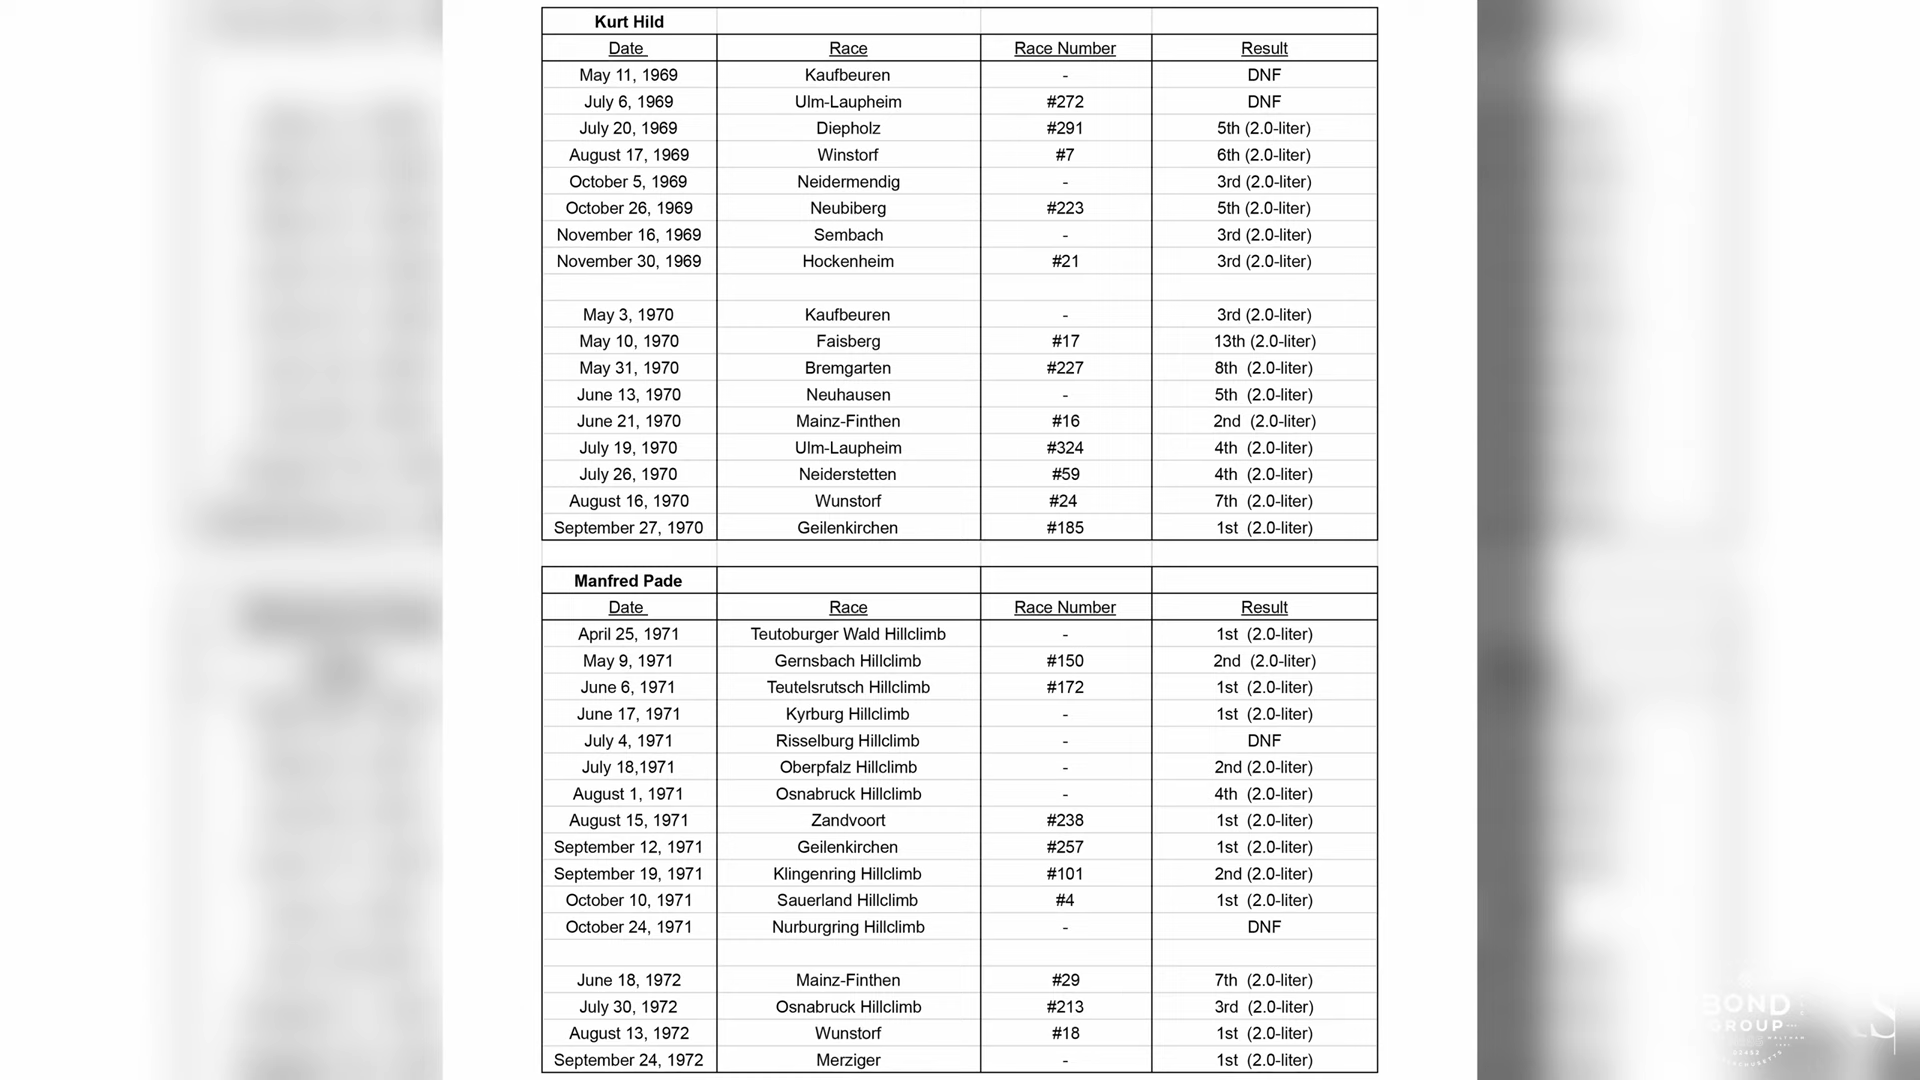 Kurt Hild
Date Race Race Number Result
May 11, 1969 Kaufbeuren - DNF
July 6, 1969 Ulm-Laupheim #272 DNF
July 20, 1969 Diepholz #291 5th (2.0-liter)
August 17, 1969 Winstorf #7 6th (2.0-liter)
October 5, 1969 Neidermendig - 3rd (2.0-liter)
October 26, 1969 Neubiberg #223 5th (2.0-liter)
November 16, 1969 Sembach - 3rd (2.0-liter)
November 30, 1969 Hockenheim #21 3rd (2.0-liter)
May 3, 1970 Kaufbeuren - 3rd (2.0-liter)
May 10, 1970 Faisberg #17 13th (2.0-liter)
May 31, 1970 Bremgarten #227 8th (2.0-liter)
June 13, 1970 Neuhausen - 5th (2.0-liter)
June 21, 1970 Mainz-Finthen #16 2nd (2.0-liter)
July 19, 1970 Ulm-Laupheim #324 4th (2.0-liter)
July 26, 1970 Neiderstetten #59 4th (2.0-liter)
August 16, 1970 Wunstorf #24 7th (2.0-liter)
September 27, 1970 Geilenkirchen #185 1st (2.0-liter)
Manfred Pade
Date Race Race Number Result
April 25, 1971 Teutoburger Wald Hillclimb - 1st (2.0-liter)
May 9, 1971 Gernsbach Hillclimb #150 2nd (2.0-liter)
June 6, 1971 Teutelsrutsch Hillclimb #172 1st (2.0-liter)
June 17, 1971 Kyrburg Hillclimb - 1st (2.0-liter)
July 4, 1971 Risselburg Hillclimb - DNF
July 18,1971 Oberpfalz Hillclimb - 2nd (2.0-liter)
August 1, 1971 Osnabruck Hillclimb - 4th (2.0-liter)
August 15, 1971 Zandvoort #238 1st (2.0-liter)
September 12, 1971 Geilenkirchen #257 1st (2.0-liter)
September 19, 1971 Klingenring Hillclimb #101 2nd (2.0-liter)
October 10, 1971 Sauerland Hillclimb #4 1st (2.0-liter)
October 24, 1971 Nurburgring Hillclimb - DNF
June 18, 1972 Mainz-Finthen #29 7th (2.0-liter)
July 30, 1972 Osnabruck Hillclimb #213 3rd (2.0-liter)
August 13, 1972 Wunstorf #18 1st (2.0-liter)
September 24, 1972 Merziger - 1st (2.0-liter)
BOND
GROUP